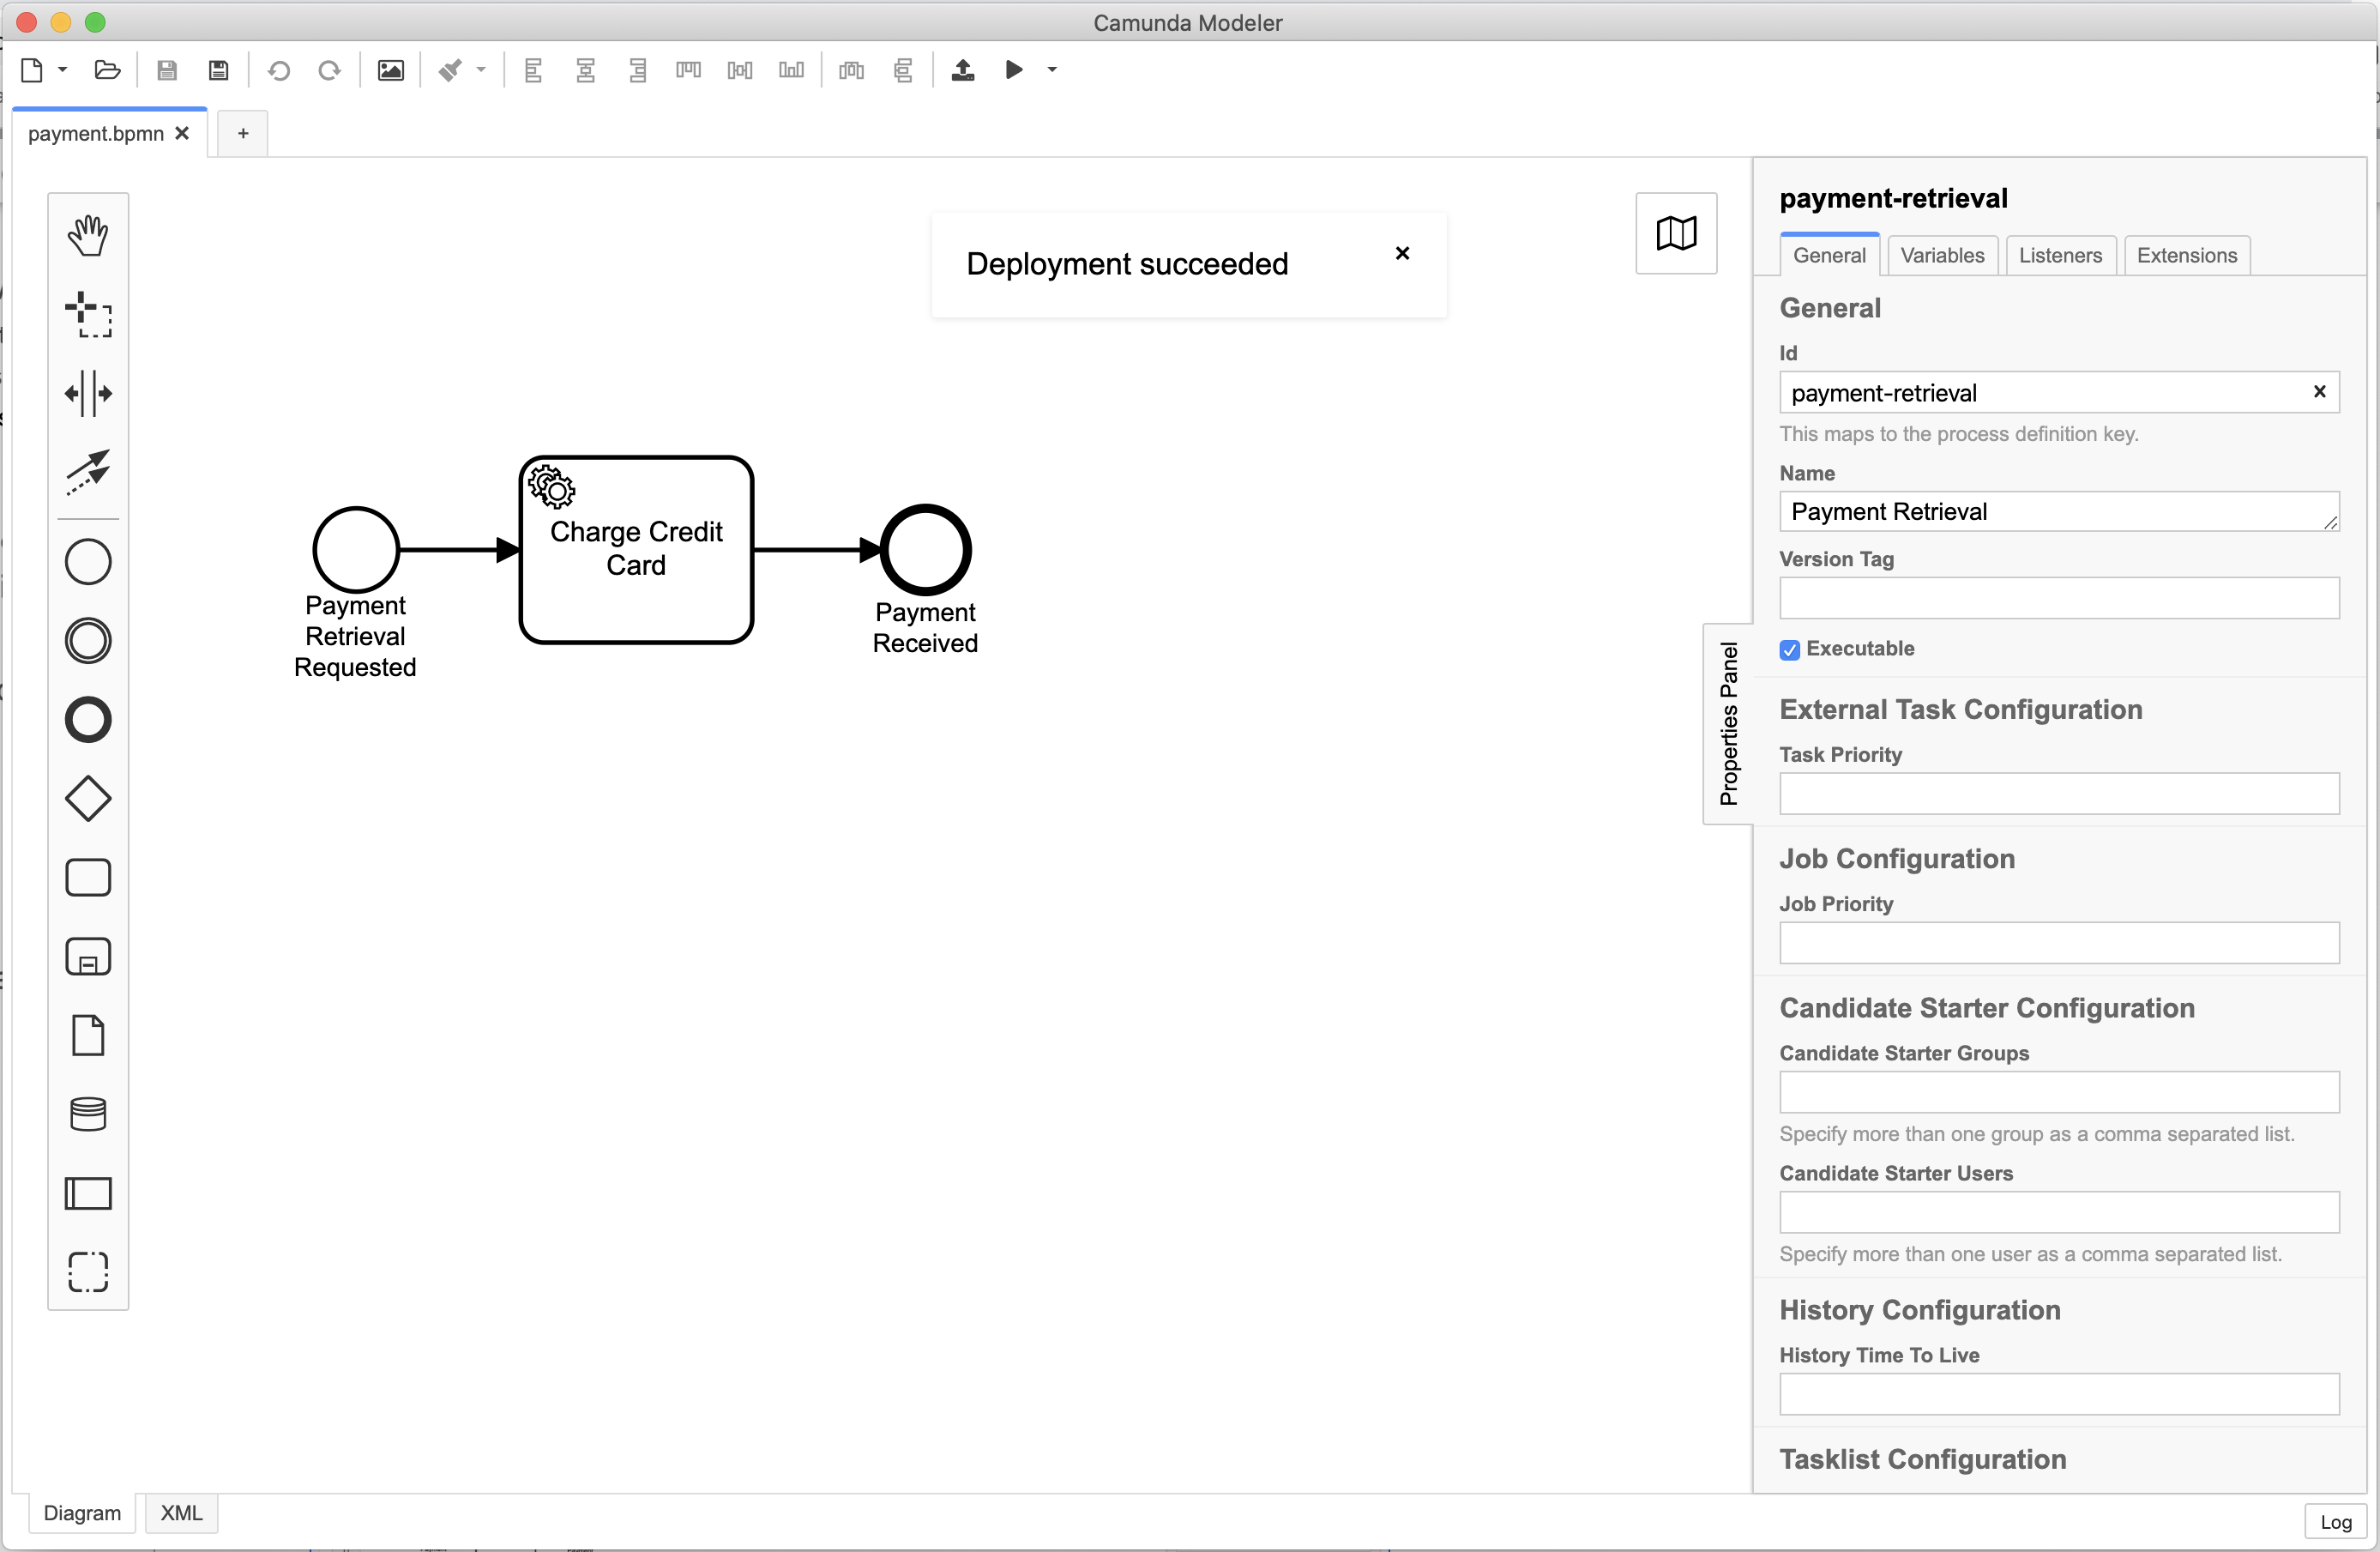 Camunda Modeler
payment.bpmn
+
Deployment succeeded
Charge Credit
Card
Payment
Retrieval
Requested
Payment
Received
Properties Panel
payment-retrieval
General
Variables
Listeners
Extensions
General
Id
payment-retrieval
This maps to the process definition key.
Name
Payment Retrieval
Version Tag
Executable
External Task Configuration
Task Priority
Job Configuration
Job Priority
Candidate Starter Configuration
Candidate Starter Groups
Specify more than one group as a comma separated list.
Candidate Starter Users
Specify more than one user as a comma separated list.
History Configuration
History Time To Live
Tasklist Configuration
Diagram
XML
Log